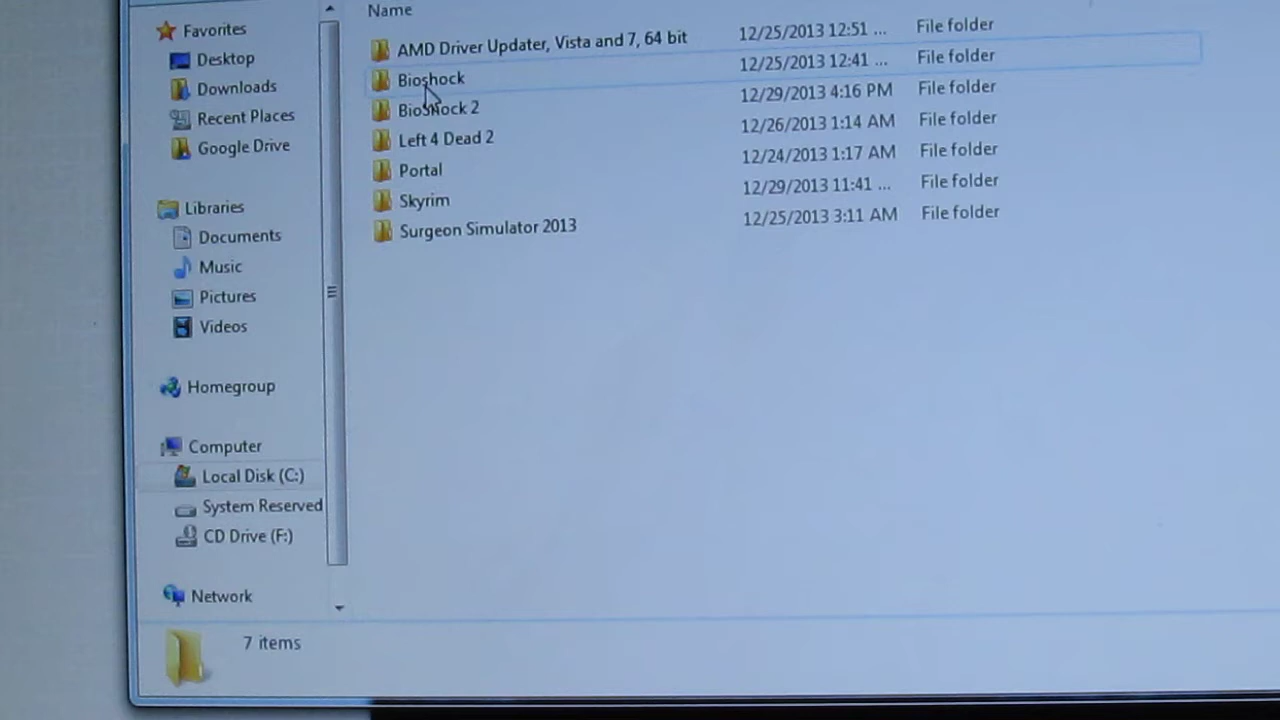 Name
Favorites
Desktop
Downloads
Recent Places
Google Drive
Libraries
Documents
Music
Pictures
Videos
Homegroup
Computer
Local Disk (C:)
System Reserved
CD Drive (F:)
Network
AMD Driver Updater, Vista and 7, 64 bit 12/25/2013 12:51 ... File folder
Bioshock 12/25/2013 12:41 ... File folder
BioShock 2 12/29/2013 4:16 PM File folder
Left 4 Dead 2 12/26/2013 1:14 AM File folder
Portal 12/24/2013 1:17 AM File folder
Skyrim 12/29/2013 11:41 ... File folder
Surgeon Simulator 2013 12/25/2013 3:11 AM File folder
7 items